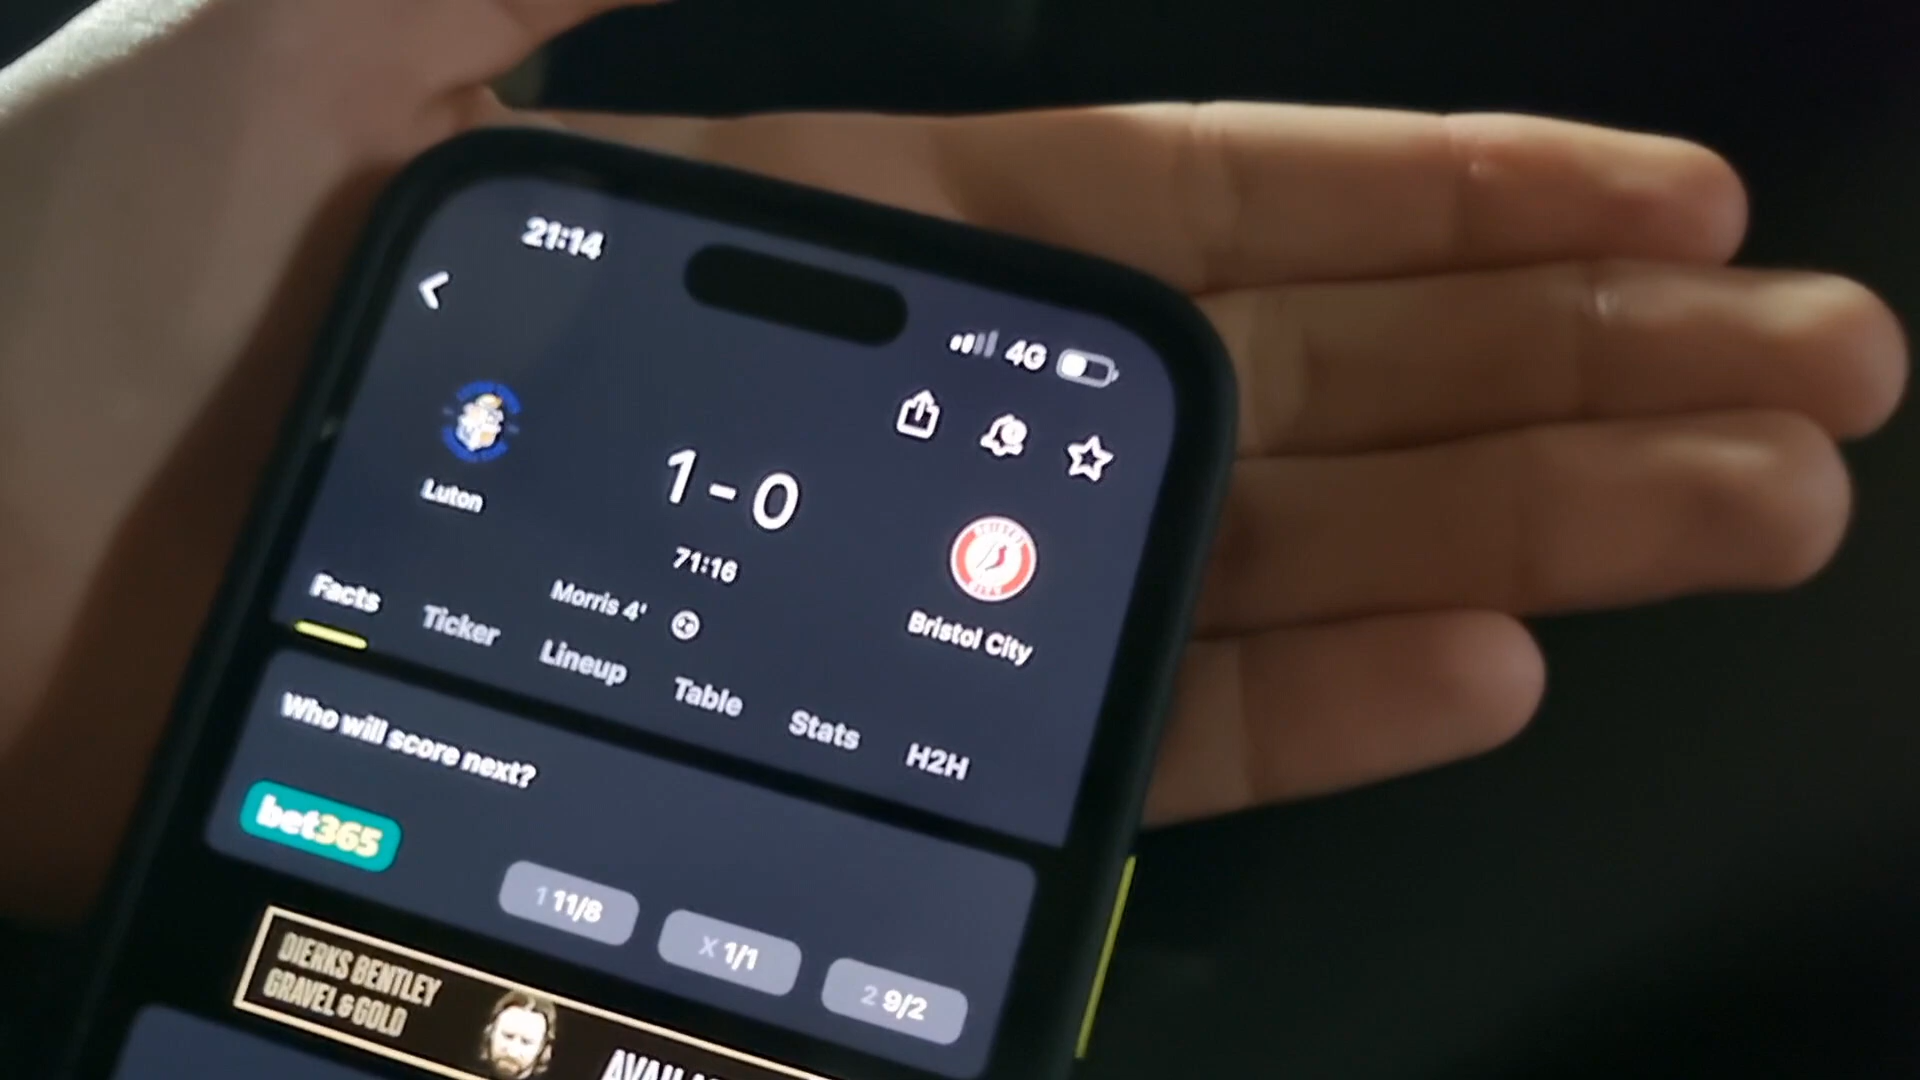 21:14
4G
Luton
1 - 0
71:16
Morris 4'
Bristol City
Facts
Ticker
Lineup
Table
Stats
H2H
Who will score next?
bet365
1 11/8
X 1/1
2 9/2
DIERKS BENTLEY
GRAVEL & GOLD